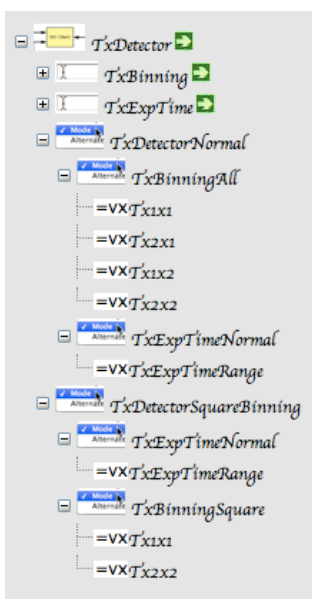 TxDetector
TxBinning
TxExpTime
Mode Alternate TxDetectorNormal
Mode Alternate TxBinningAll
=VX Tx1x1
=VX Tx2x1
=VX Tx1x2
=VX Tx2x2
Mode Alternate TxExpTimeNormal
=VX TxExpTimeRange
Mode Alternate TxDetectorSquareBinning
Mode Alternate TxExpTimeNormal
=VX TxExpTimeRange
Mode Alternate TxBinningSquare
=VX Tx1x1
=VX Tx2x2